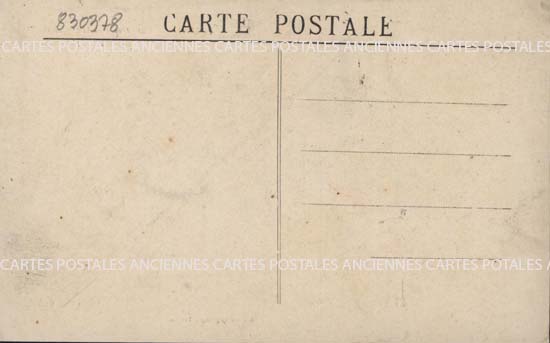 830378 CARTE POSTALE
CARTES POSTALES ANCIENNES CARTES POSTALES ANCIENNES CARTES POSTALES
CARTES POSTALES ANCIENNES CARTES POSTALES ANCIENNES CARTES POTALES